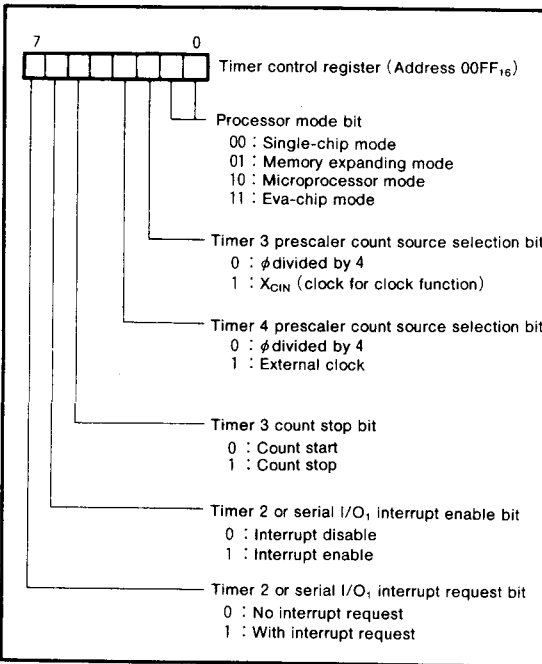 7 0
Timer control register (Address 00FF₁₆)
Processor mode bit
00 : Single-chip mode
01 : Memory expanding mode
10 : Microprocessor mode
11 : Eva-chip mode
Timer 3 prescaler count source selection bit
0 : ϕ divided by 4
1 : X_CIN (clock for clock function)
Timer 4 prescaler count source selection bit
0 : ϕ divided by 4
1 : External clock
Timer 3 count stop bit
0 : Count start
1 : Count stop
Timer 2 or serial I/O₁ interrupt enable bit
0 : Interrupt disable
1 : Interrupt enable
Timer 2 or serial I/O₁ interrupt request bit
0 : No interrupt request
1 : With interrupt request